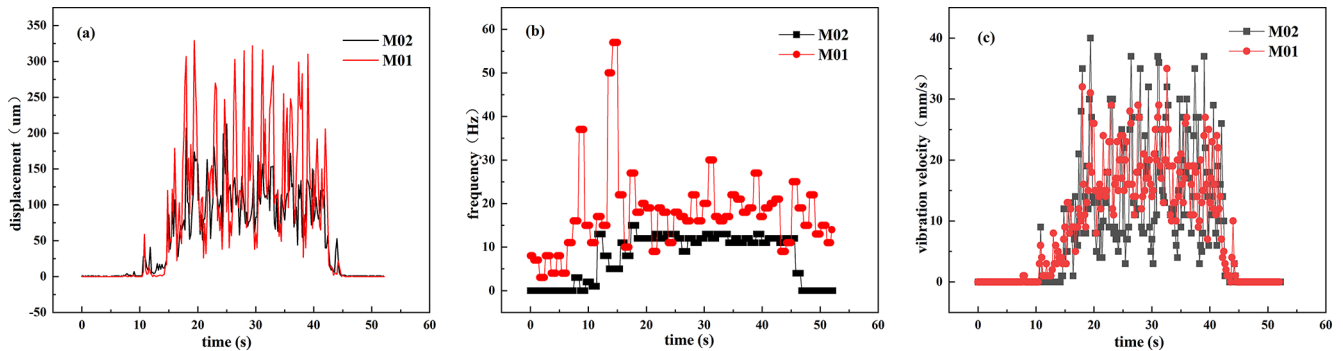 (a)
M02
M01
350
300
250
200
150
100
50
0
-50
displacement（um）
0 10 20 30 40 50 60
time (s)
(b)
M02
M01
60
50
40
30
20
10
0
frequency（Hz）
0 10 20 30 40 50 60
time (s)
(c)
M02
M01
40
30
20
10
0
vibration velocity（mm/s）
0 10 20 30 40 50 60
time (s)